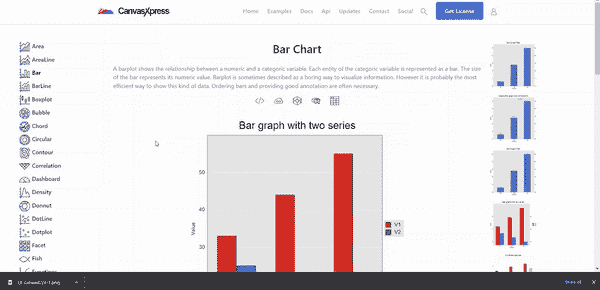 CanvasXpress
Home Examples Docs Api Updates Contact Social
Get License
Area
AreaLine
Bar
BarLine
Boxplot
Bubble
Chord
Circular
Contour
Correlation
Dashboard
Density
Donnut
DotLine
Dotplot
Facet
Fish
Functions
Bar Chart
A barplot shows the relationship between a numeric and a categoric variable. Each entity of the categoric variable is represented as a bar. The size
of the bar represents its numeric value. Barplot is sometimes described as a boring way to visualize information. However it is probably the most
efficient way to show this kind of data. Ordering bars and providing good annotation are often necessary.
Bar graph with two series
Value
50
40
30
V1
V2
Show all